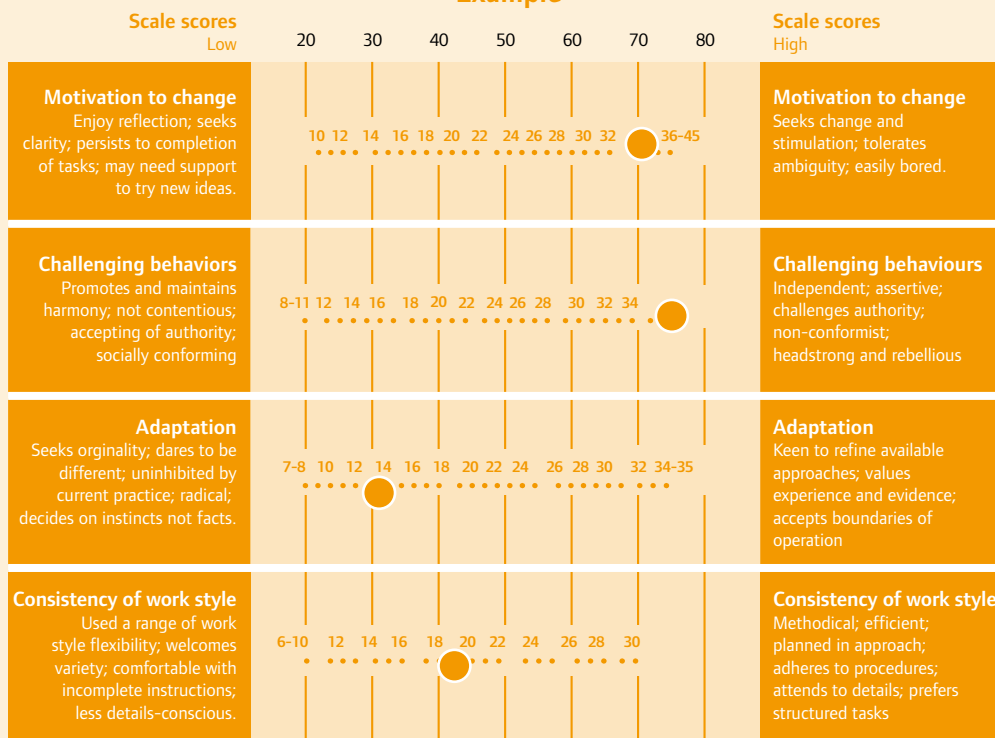 Example
Scale scores
Low
20 30 40 50 60 70 80
Scale scores
High
Motivation to change
Enjoy reflection; seeks
clarity; persists to completion
of tasks; may need support
to try new ideas.
10 12 14 16 18 20 22 24 26 28 30 32 36-45
Motivation to change
Seeks change and
stimulation; tolerates
ambiguity; easily bored.
Challenging behaviors
Promotes and maintains
harmony; not contentious;
accepting of authority;
socially conforming
8-11 12 14 16 18 20 22 24 26 28 30 32 34
Challenging behaviours
Independent; assertive;
challenges authority;
non-conformist;
headstrong and rebellious
Adaptation
Seeks orginality; dares to be
different; uninhibited by
current practice; radical;
decides on instincts not facts.
7-8 10 12 14 16 18 20 22 24 26 28 30 32 34-35
Adaptation
Keen to refine available
approaches; values
experience and evidence;
accepts boundaries of
operation
Consistency of work style
Used a range of work
style flexibility; welcomes
variety; comfortable with
incomplete instructions;
less details-conscious.
6-10 12 14 16 18 20 22 24 26 28 30
Consistency of work style
Methodical; efficient;
planned in approach;
adheres to procedures;
attends to details; prefers
structured tasks